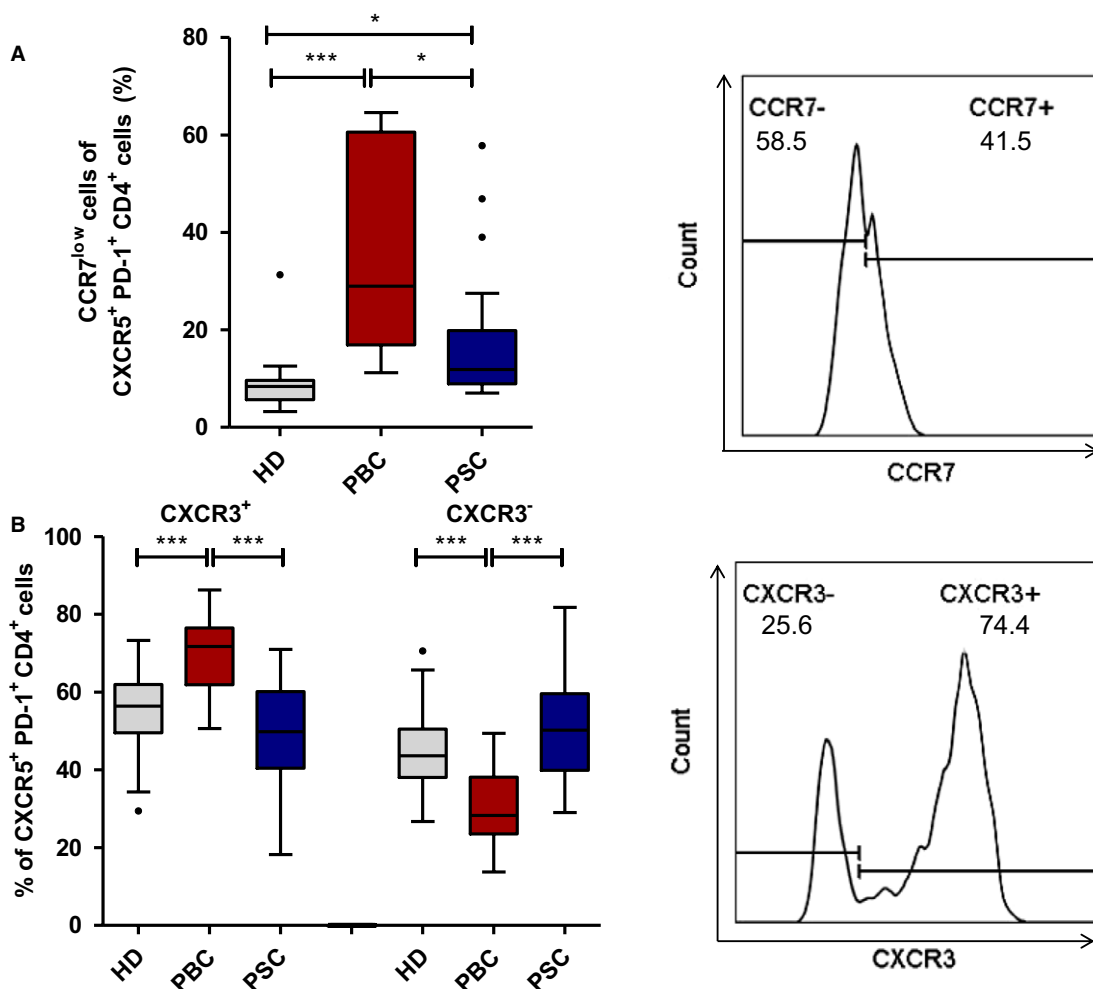 A
CCR7low cells of
CXCR5+ PD-1+ CD4+ cells (%)
80
60
40
20
0
*
***
*
HD
PBC
PSC
CCR7-
58.5
CCR7+
41.5
Count
CCR7
B
% of CXCR5+ PD-1+ CD4+ cells
100
80
60
40
20
0
CXCR3+
***
***
CXCR3-
***
***
HD
PBC
PSC
HD
PBC
PSC
CXCR3-
25.6
CXCR3+
74.4
Count
CXCR3